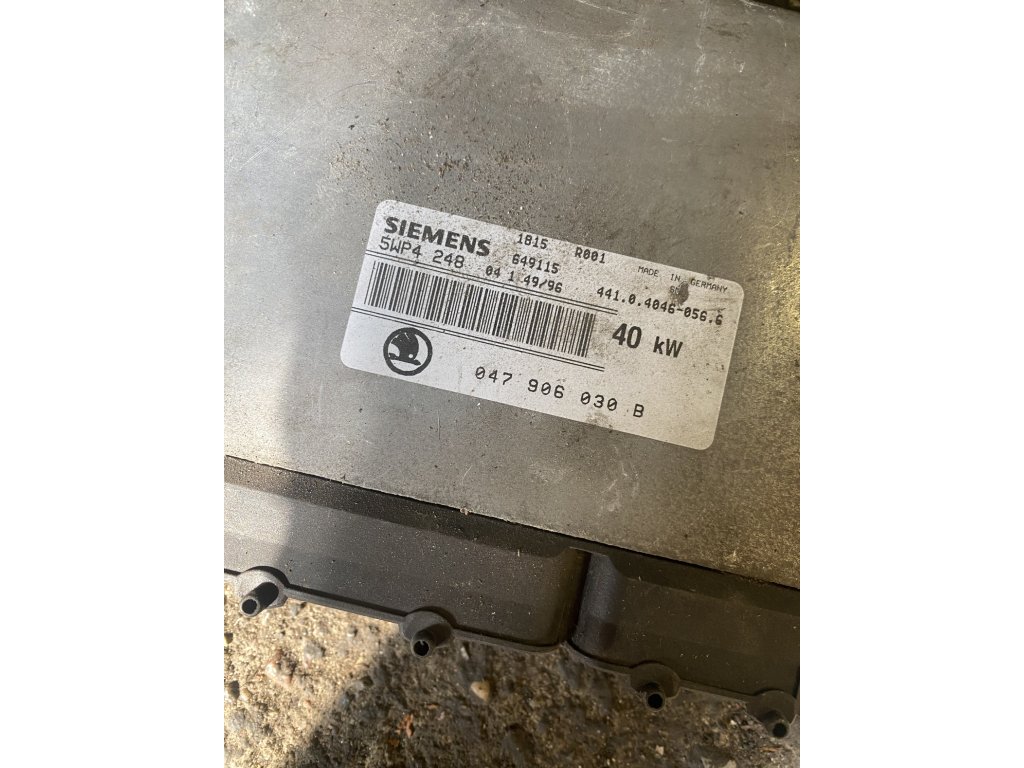 SIEMENS 1815 R001 MADE IN GERMANY
5WP4 248 649115
04 1 49/96 441.0.4046-056.6
40 kW
047 906 030 B